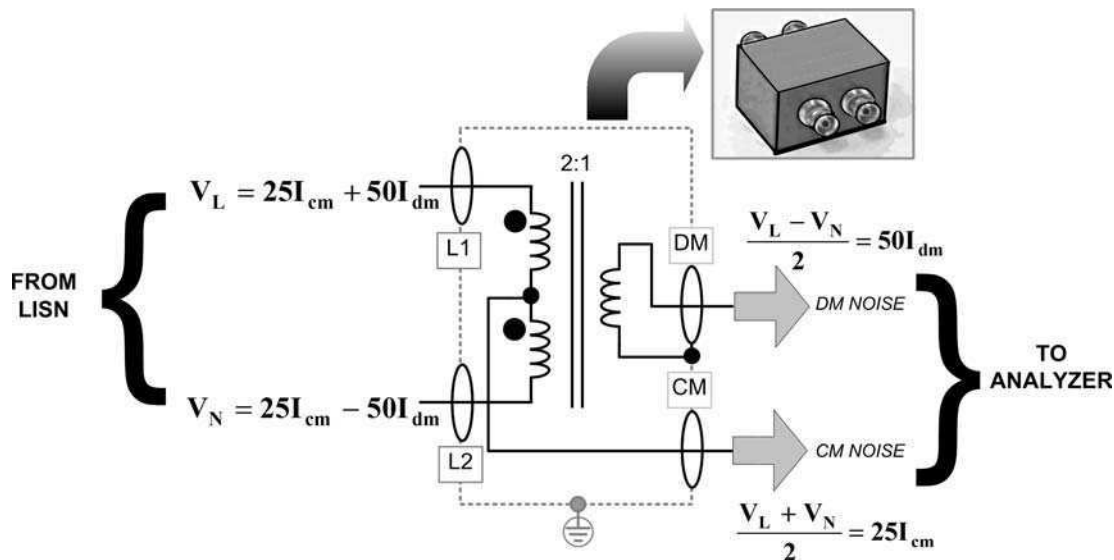 2:1
V_L = 25I_cm + 50I_dm
L1
DM
(V_L − V_N)/2 = 50I_dm
FROM
LISN
DM NOISE
TO
ANALYZER
CM
V_N = 25I_cm − 50I_dm
L2
CM NOISE
(V_L + V_N)/2 = 25I_cm